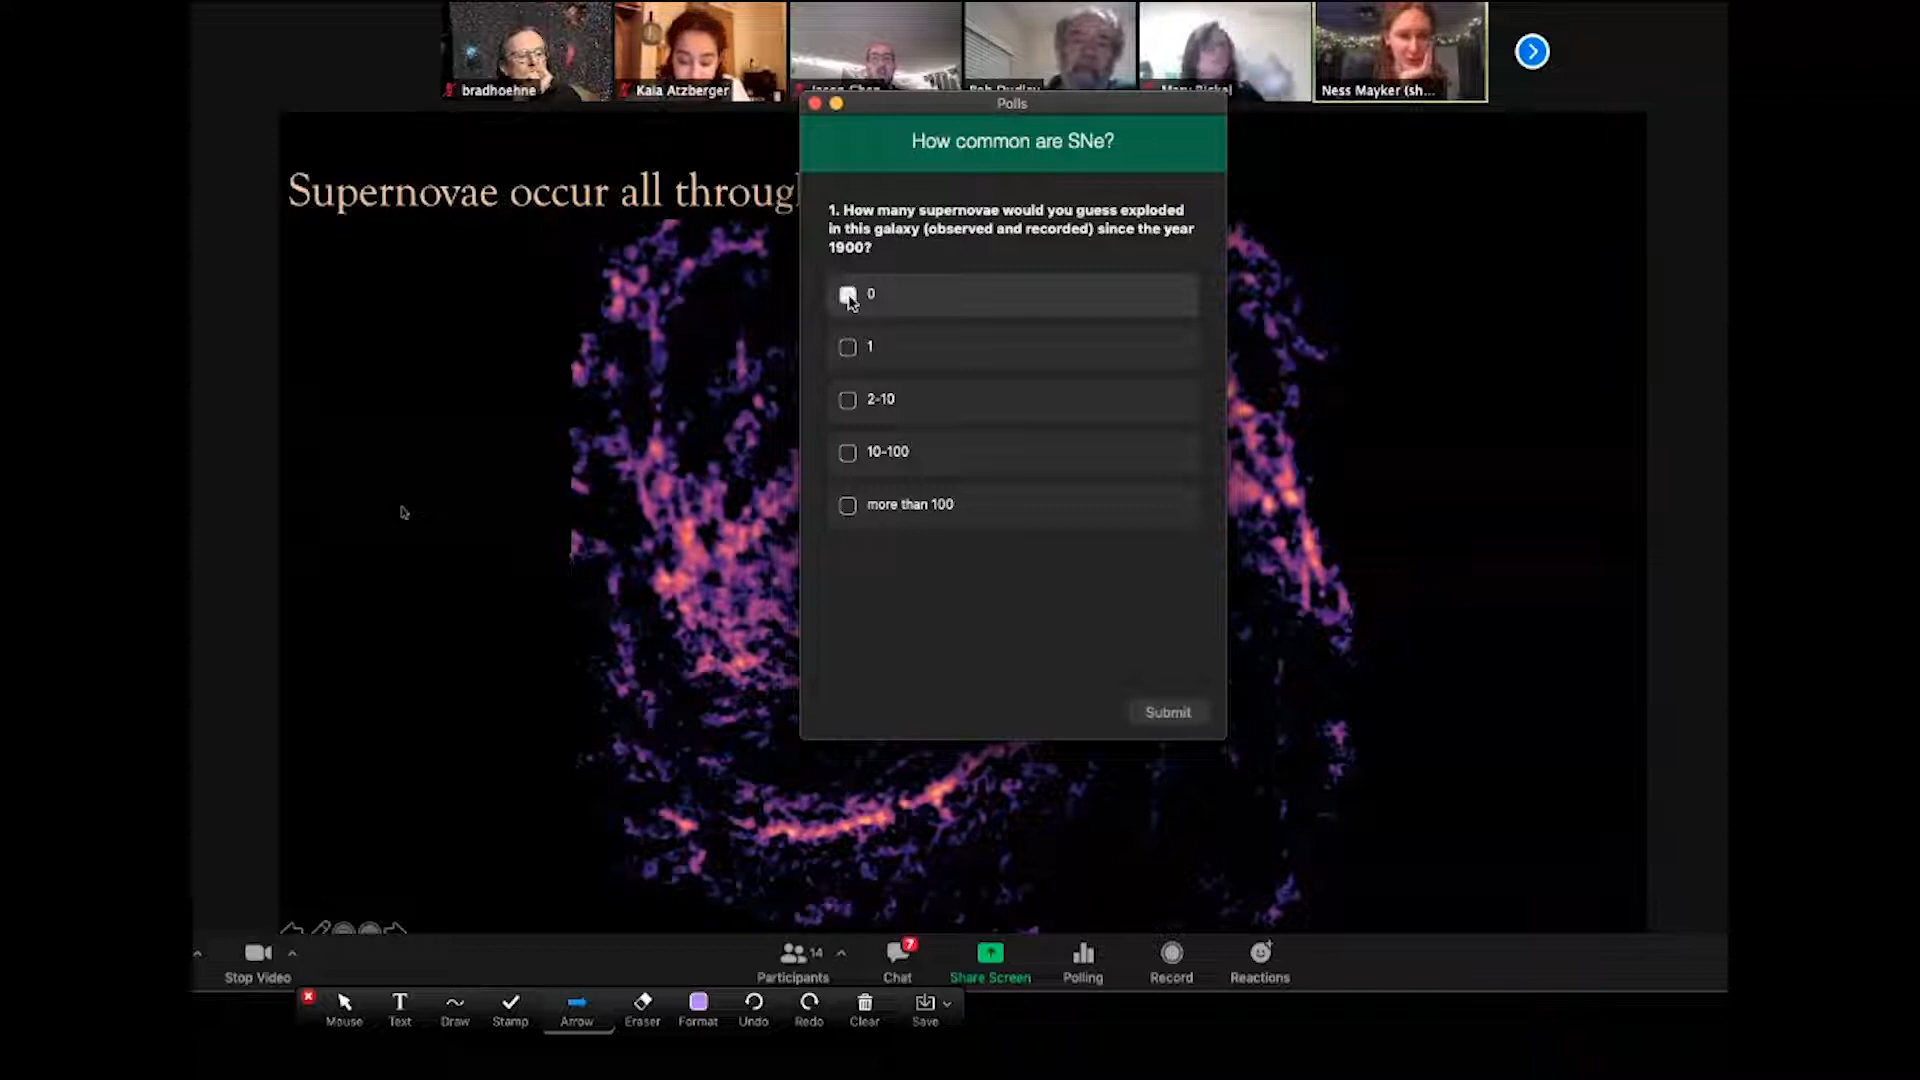 bradhoehne
Kaia Atzberger
Ness Mayker (sh...
Polls
How common are SNe?
Supernovae occur all through
1. How many supernovae would you guess exploded
in this galaxy (observed and recorded) since the year
1900?
0
1
2-10
10-100
more than 100
Submit
14
7
Stop Video
Participants
Chat
Share Screen
Polling
Record
Reactions
Mouse
Text
Draw
Stamp
Arrow
Eraser
Format
Undo
Redo
Clear
Save